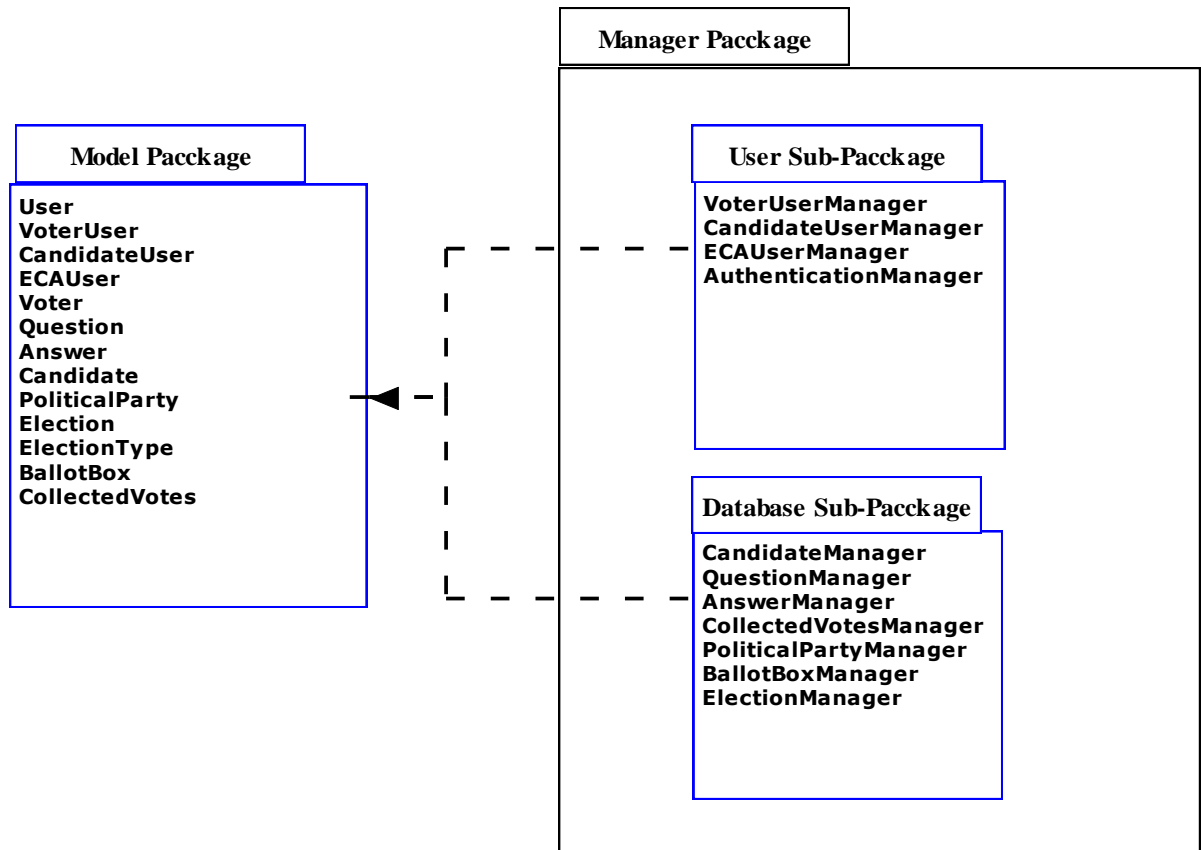 Manager Pacckage
Model Pacckage
User
VoterUser
CandidateUser
ECAUser
Voter
Question
Answer
Candidate
PoliticalParty
Election
ElectionType
BallotBox
CollectedVotes
User Sub-Pacckage
VoterUserManager
CandidateUserManager
ECAUserManager
AuthenticationManager
Database Sub-Pacckage
CandidateManager
QuestionManager
AnswerManager
CollectedVotesManager
PoliticalPartyManager
BallotBoxManager
ElectionManager